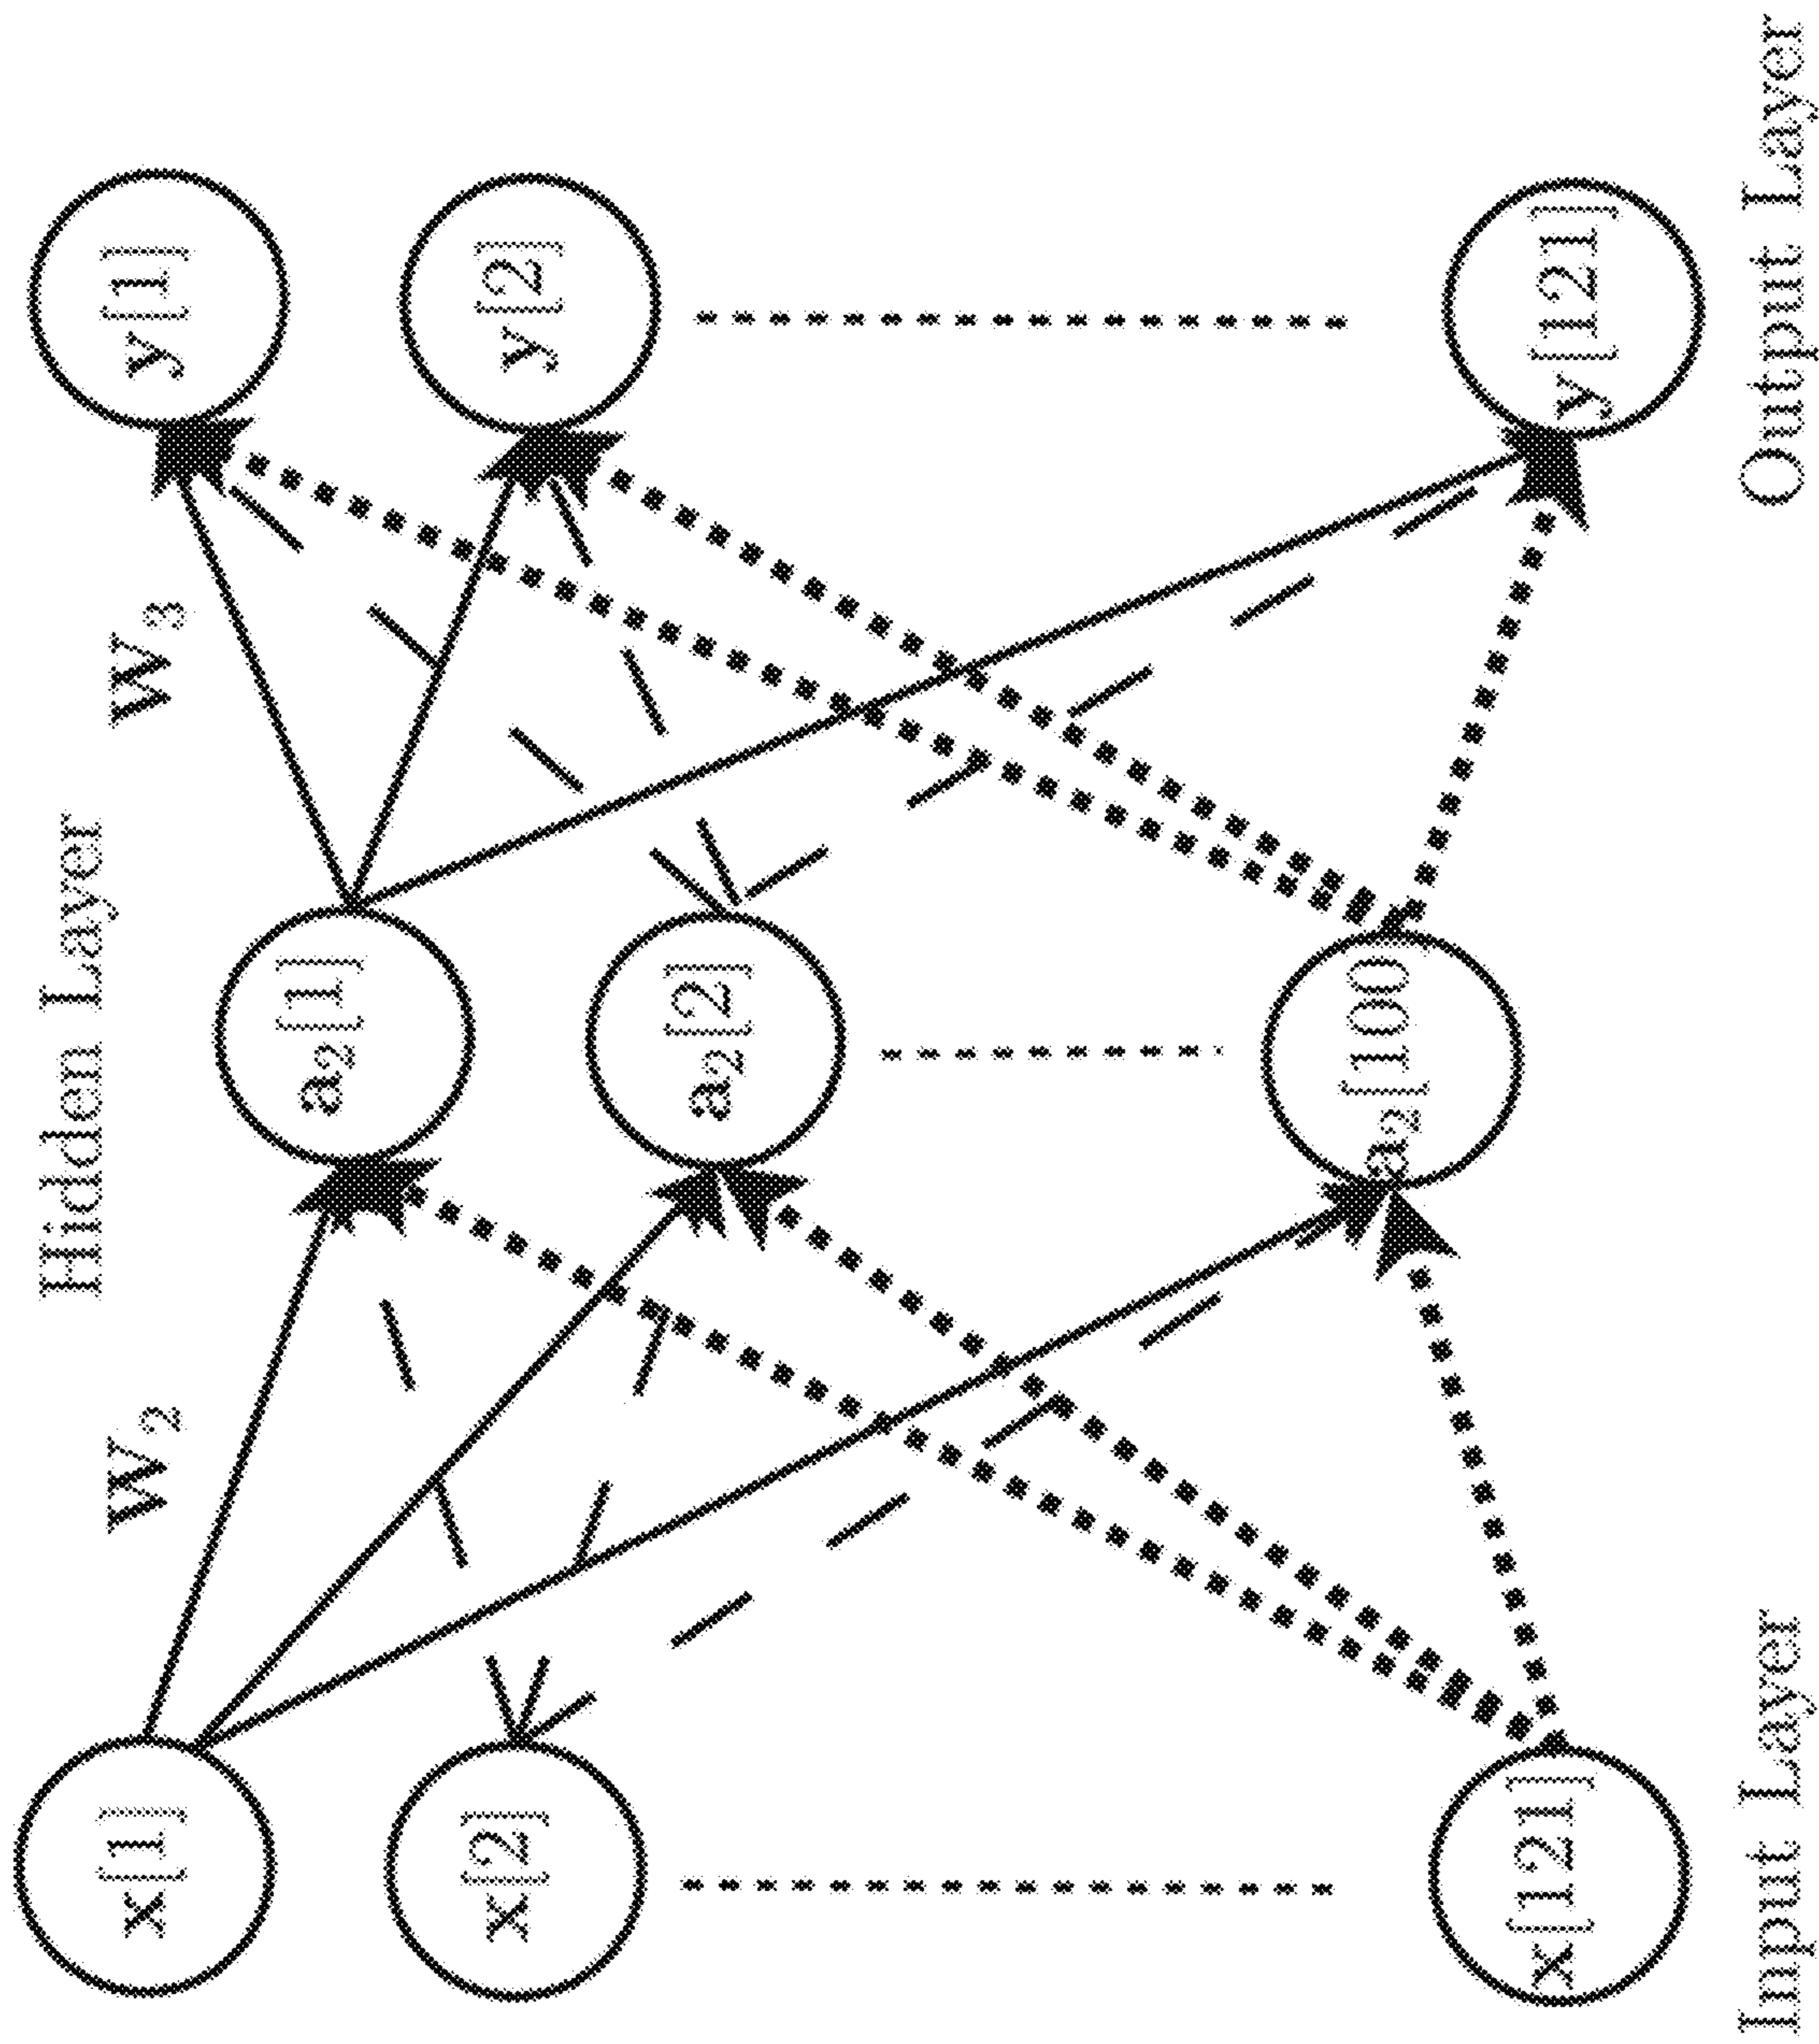 Hidden Layer
W₂
W₃
x[1]
y[1]
a₂[1]
x[2]
y[2]
a₂[2]
a₂[100]
x[121]
y[121]
Input Layer
Output Layer